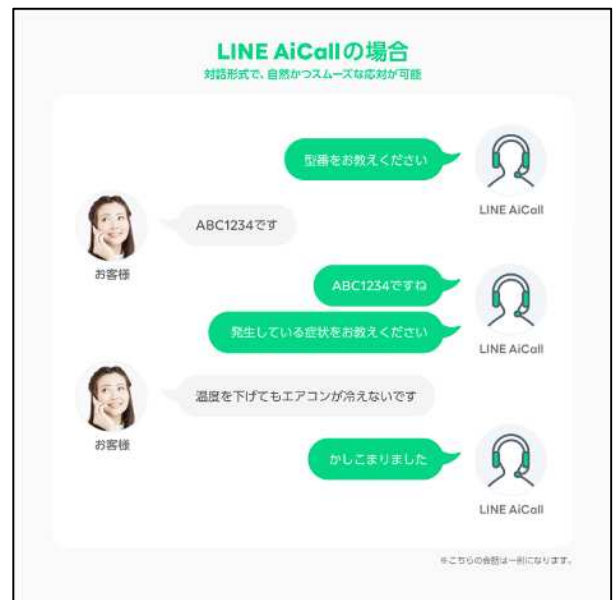 LINE AiCallの場合
対話形式で、自然かつスムーズな応対が可能
型番をお教えください
LINE AiCall
ABC1234です
お客様
ABC1234ですね
発生している症状をお教えください
LINE AiCall
温度を下げてもエアコンが冷えないです
お客様
かしこまりました
LINE AiCall
※こちらの会話は一例になります。